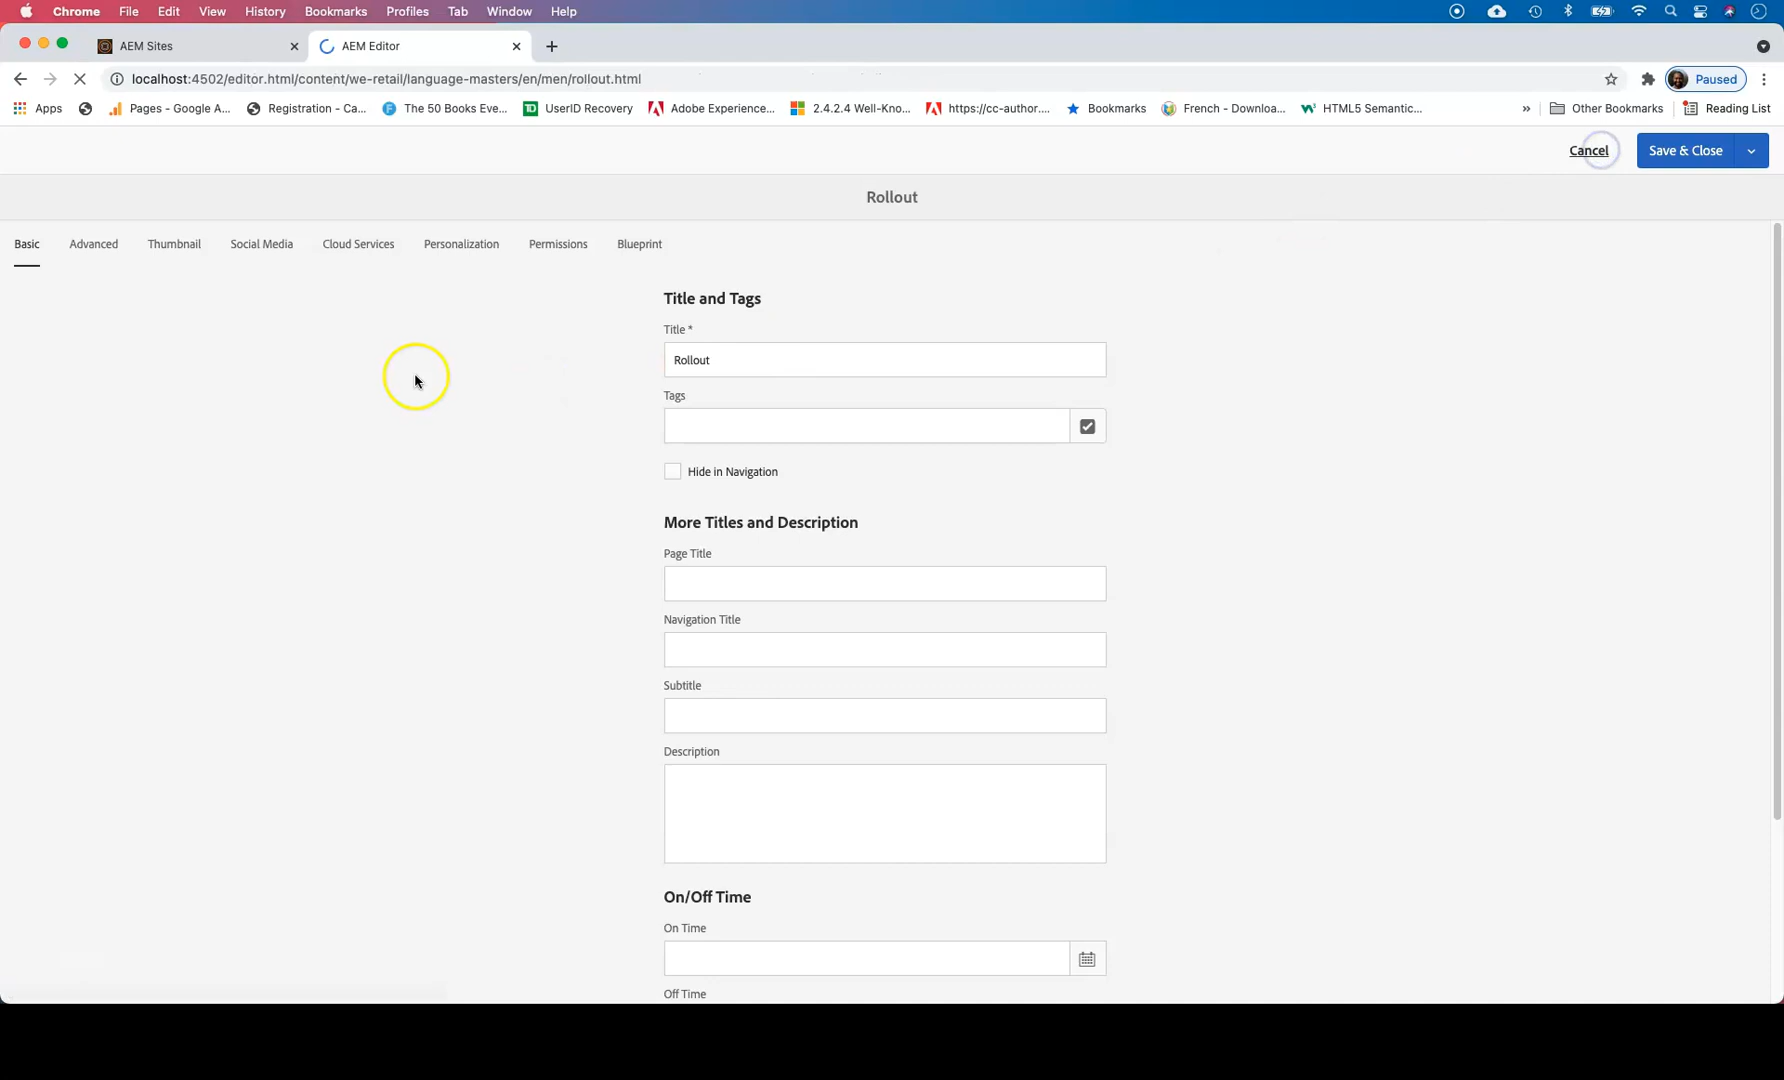 Chrome File Edit View History Bookmarks Profiles Tab Window Help
AEM Sites AEM Editor
localhost:4502/editor.html/content/we-retail/language-masters/en/men/rollout.html Paused
Apps Pages - Google A... Registration - Ca... The 50 Books Eve... UserID Recovery Adobe Experience... 2.4.2.4 Well-Kno... https://cc-author.... Bookmarks French - Downloa... HTML5 Semantic... » Other Bookmarks Reading List
Cancel Save & Close
Rollout
Basic Advanced Thumbnail Social Media Cloud Services Personalization Permissions Blueprint
Title and Tags
Title *
Rollout
Tags
Hide in Navigation
More Titles and Description
Page Title
Navigation Title
Subtitle
Description
On/Off Time
On Time
Off Time